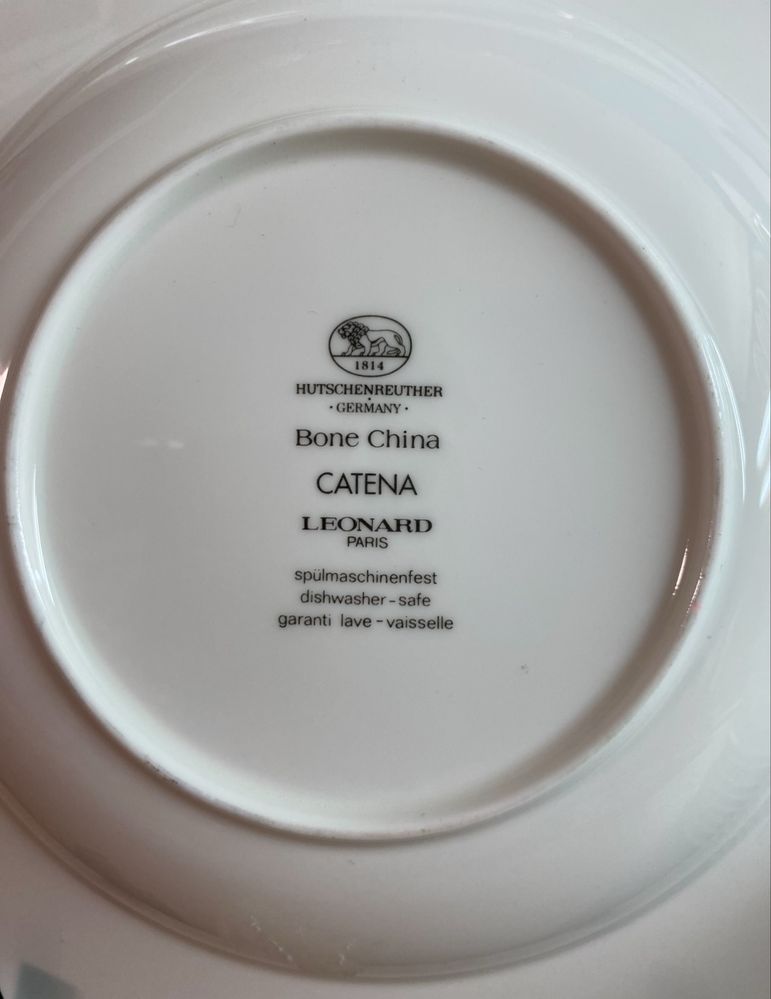 1814
HUTSCHENREUTHER
· GERMANY ·
Bone China
CATENA
LEONARD
PARIS
spülmaschinenfest
dishwasher-safe
garanti lave-vaisselle